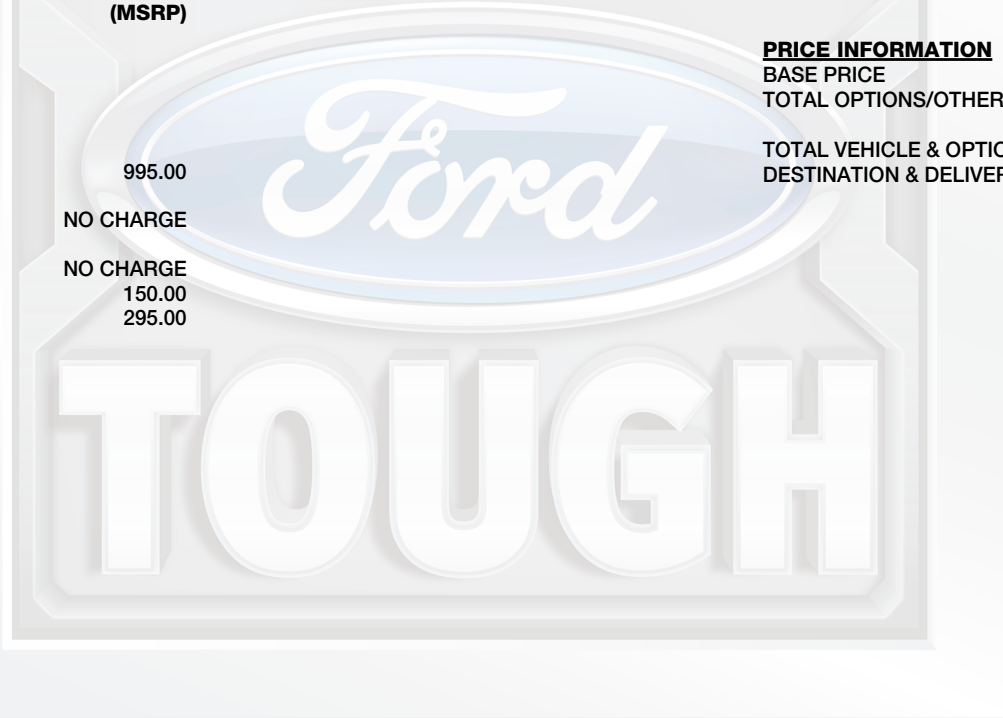 (MSRP)
995.00
NO CHARGE
NO CHARGE
150.00
295.00
PRICE INFORMATION
BASE PRICE
TOTAL OPTIONS/OTHER
TOTAL VEHICLE & OPTIO
DESTINATION & DELIVER
Ford
TOUGH